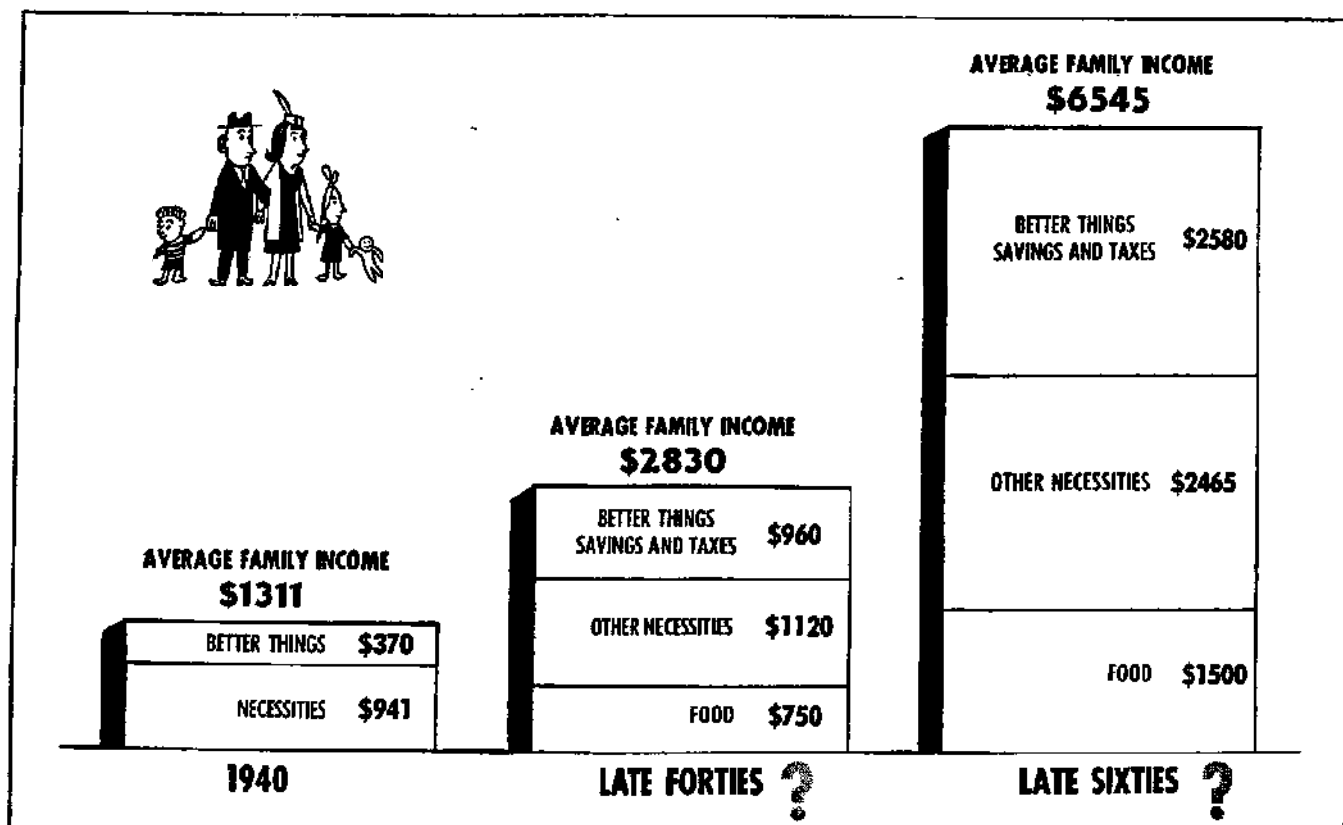 AVERAGE FAMILY INCOME
$1311
BETTER THINGS $370
NECESSITIES $941
1940
AVERAGE FAMILY INCOME
$2830
BETTER THINGS
SAVINGS AND TAXES $960
OTHER NECESSITIES $1120
FOOD $750
LATE FORTIES ?
AVERAGE FAMILY INCOME
$6545
BETTER THINGS
SAVINGS AND TAXES $2580
OTHER NECESSITIES $2465
FOOD $1500
LATE SIXTIES ?